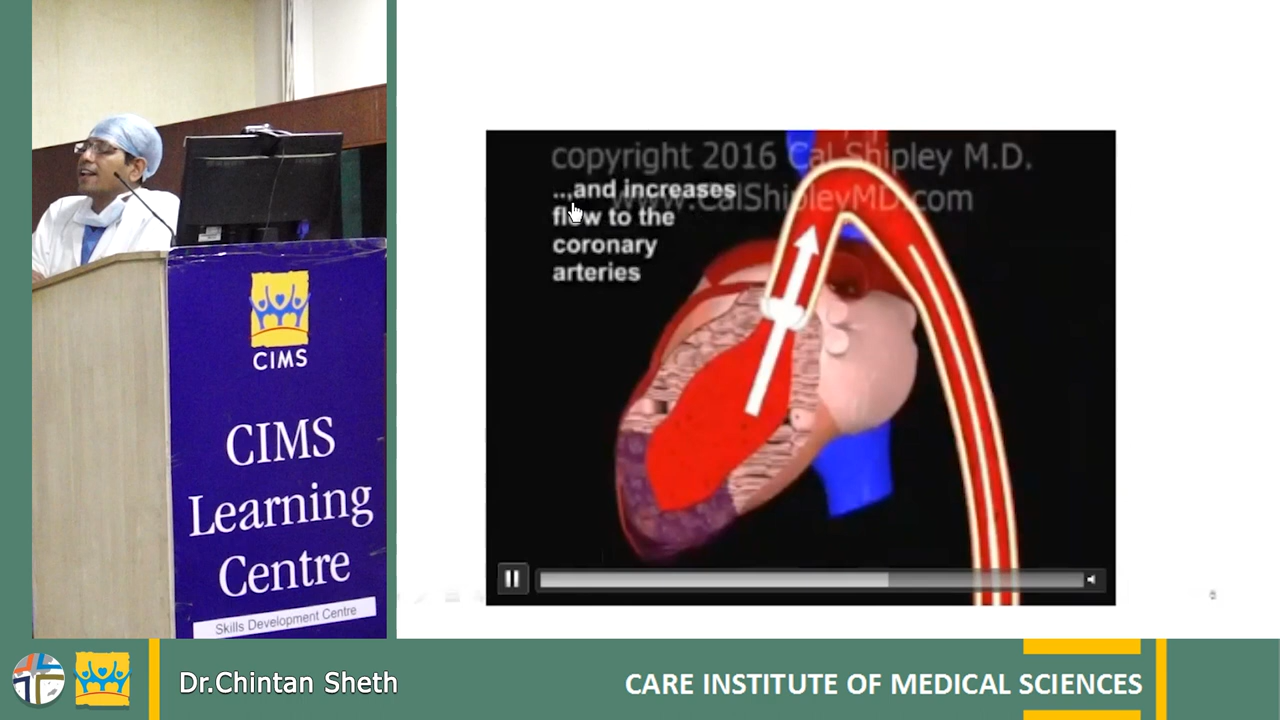 copyright 2016 Cal Shipley M.D.
www.CalShipleyMD.com
...and increases
flow to the
coronary
arteries
CIMS
CIMS
Learning
Centre
Skills Development Centre
Dr.Chintan Sheth
CARE INSTITUTE OF MEDICAL SCIENCES